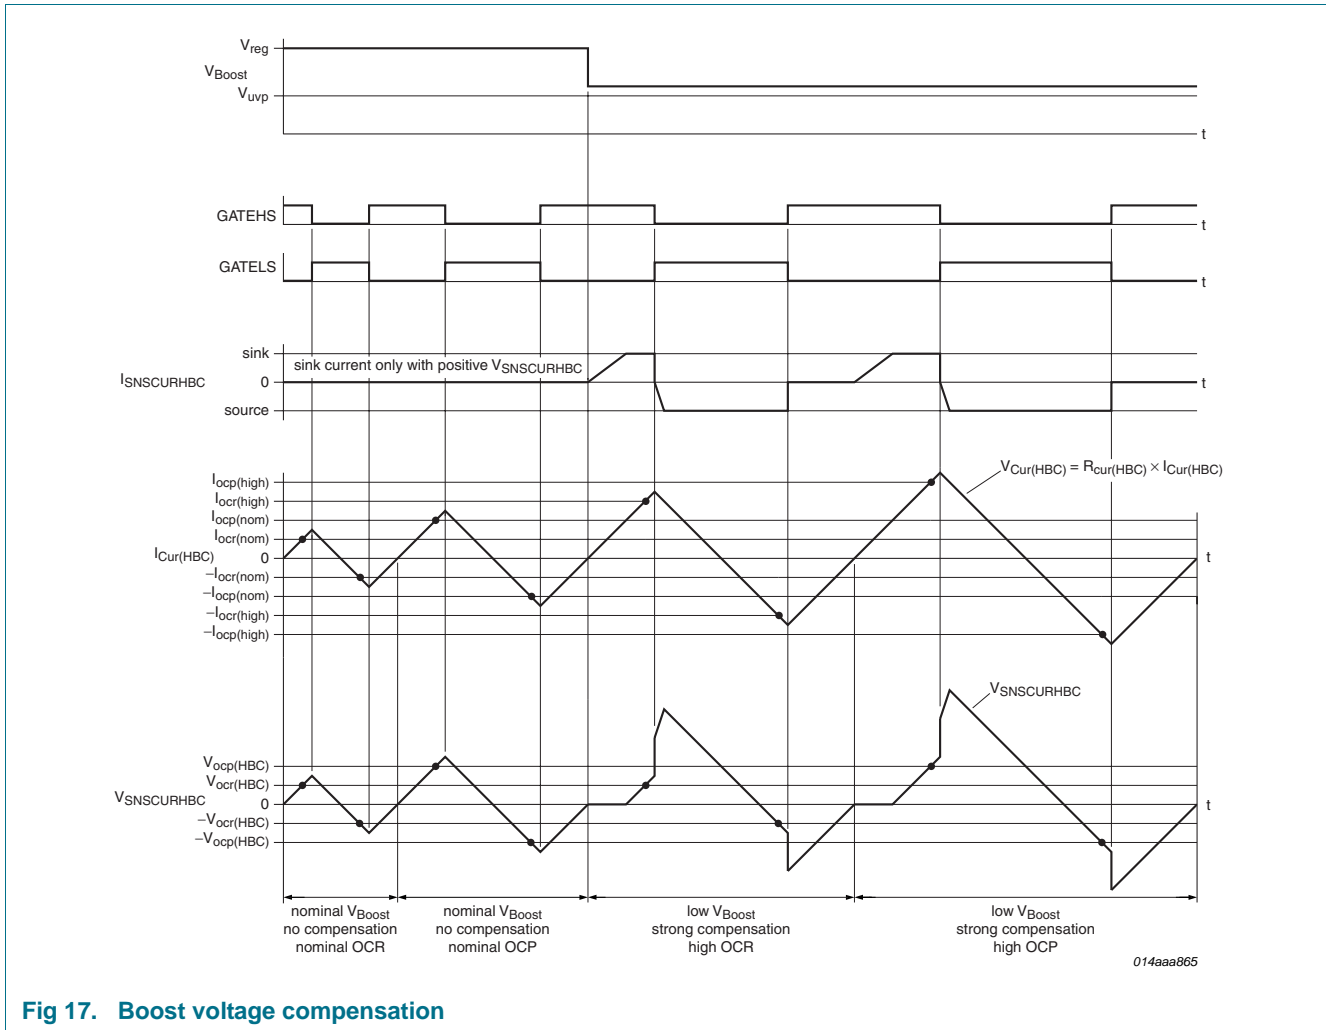 Vreg
VBoost
Vuvp
t
GATEHS
t
GATELS
t
sink
sink current only with positive VSNSCURHBC
ISNSCURHBC
0
t
source
VCur(HBC) = Rcur(HBC) × ICur(HBC)
Iocp(high)
Iocr(high)
Iocp(nom)
Iocr(nom)
ICur(HBC)
0
t
−Iocr(nom)
−Iocp(nom)
−Iocr(high)
−Iocp(high)
VSNSCURHBC
Vocp(HBC)
Vocr(HBC)
VSNSCURHBC
0
t
−Vocr(HBC)
−Vocp(HBC)
nominal VBoost
no compensation
nominal OCR
nominal VBoost
no compensation
nominal OCP
low VBoost
strong compensation
high OCR
low VBoost
strong compensation
high OCP
014aaa865
Fig 17. Boost voltage compensation